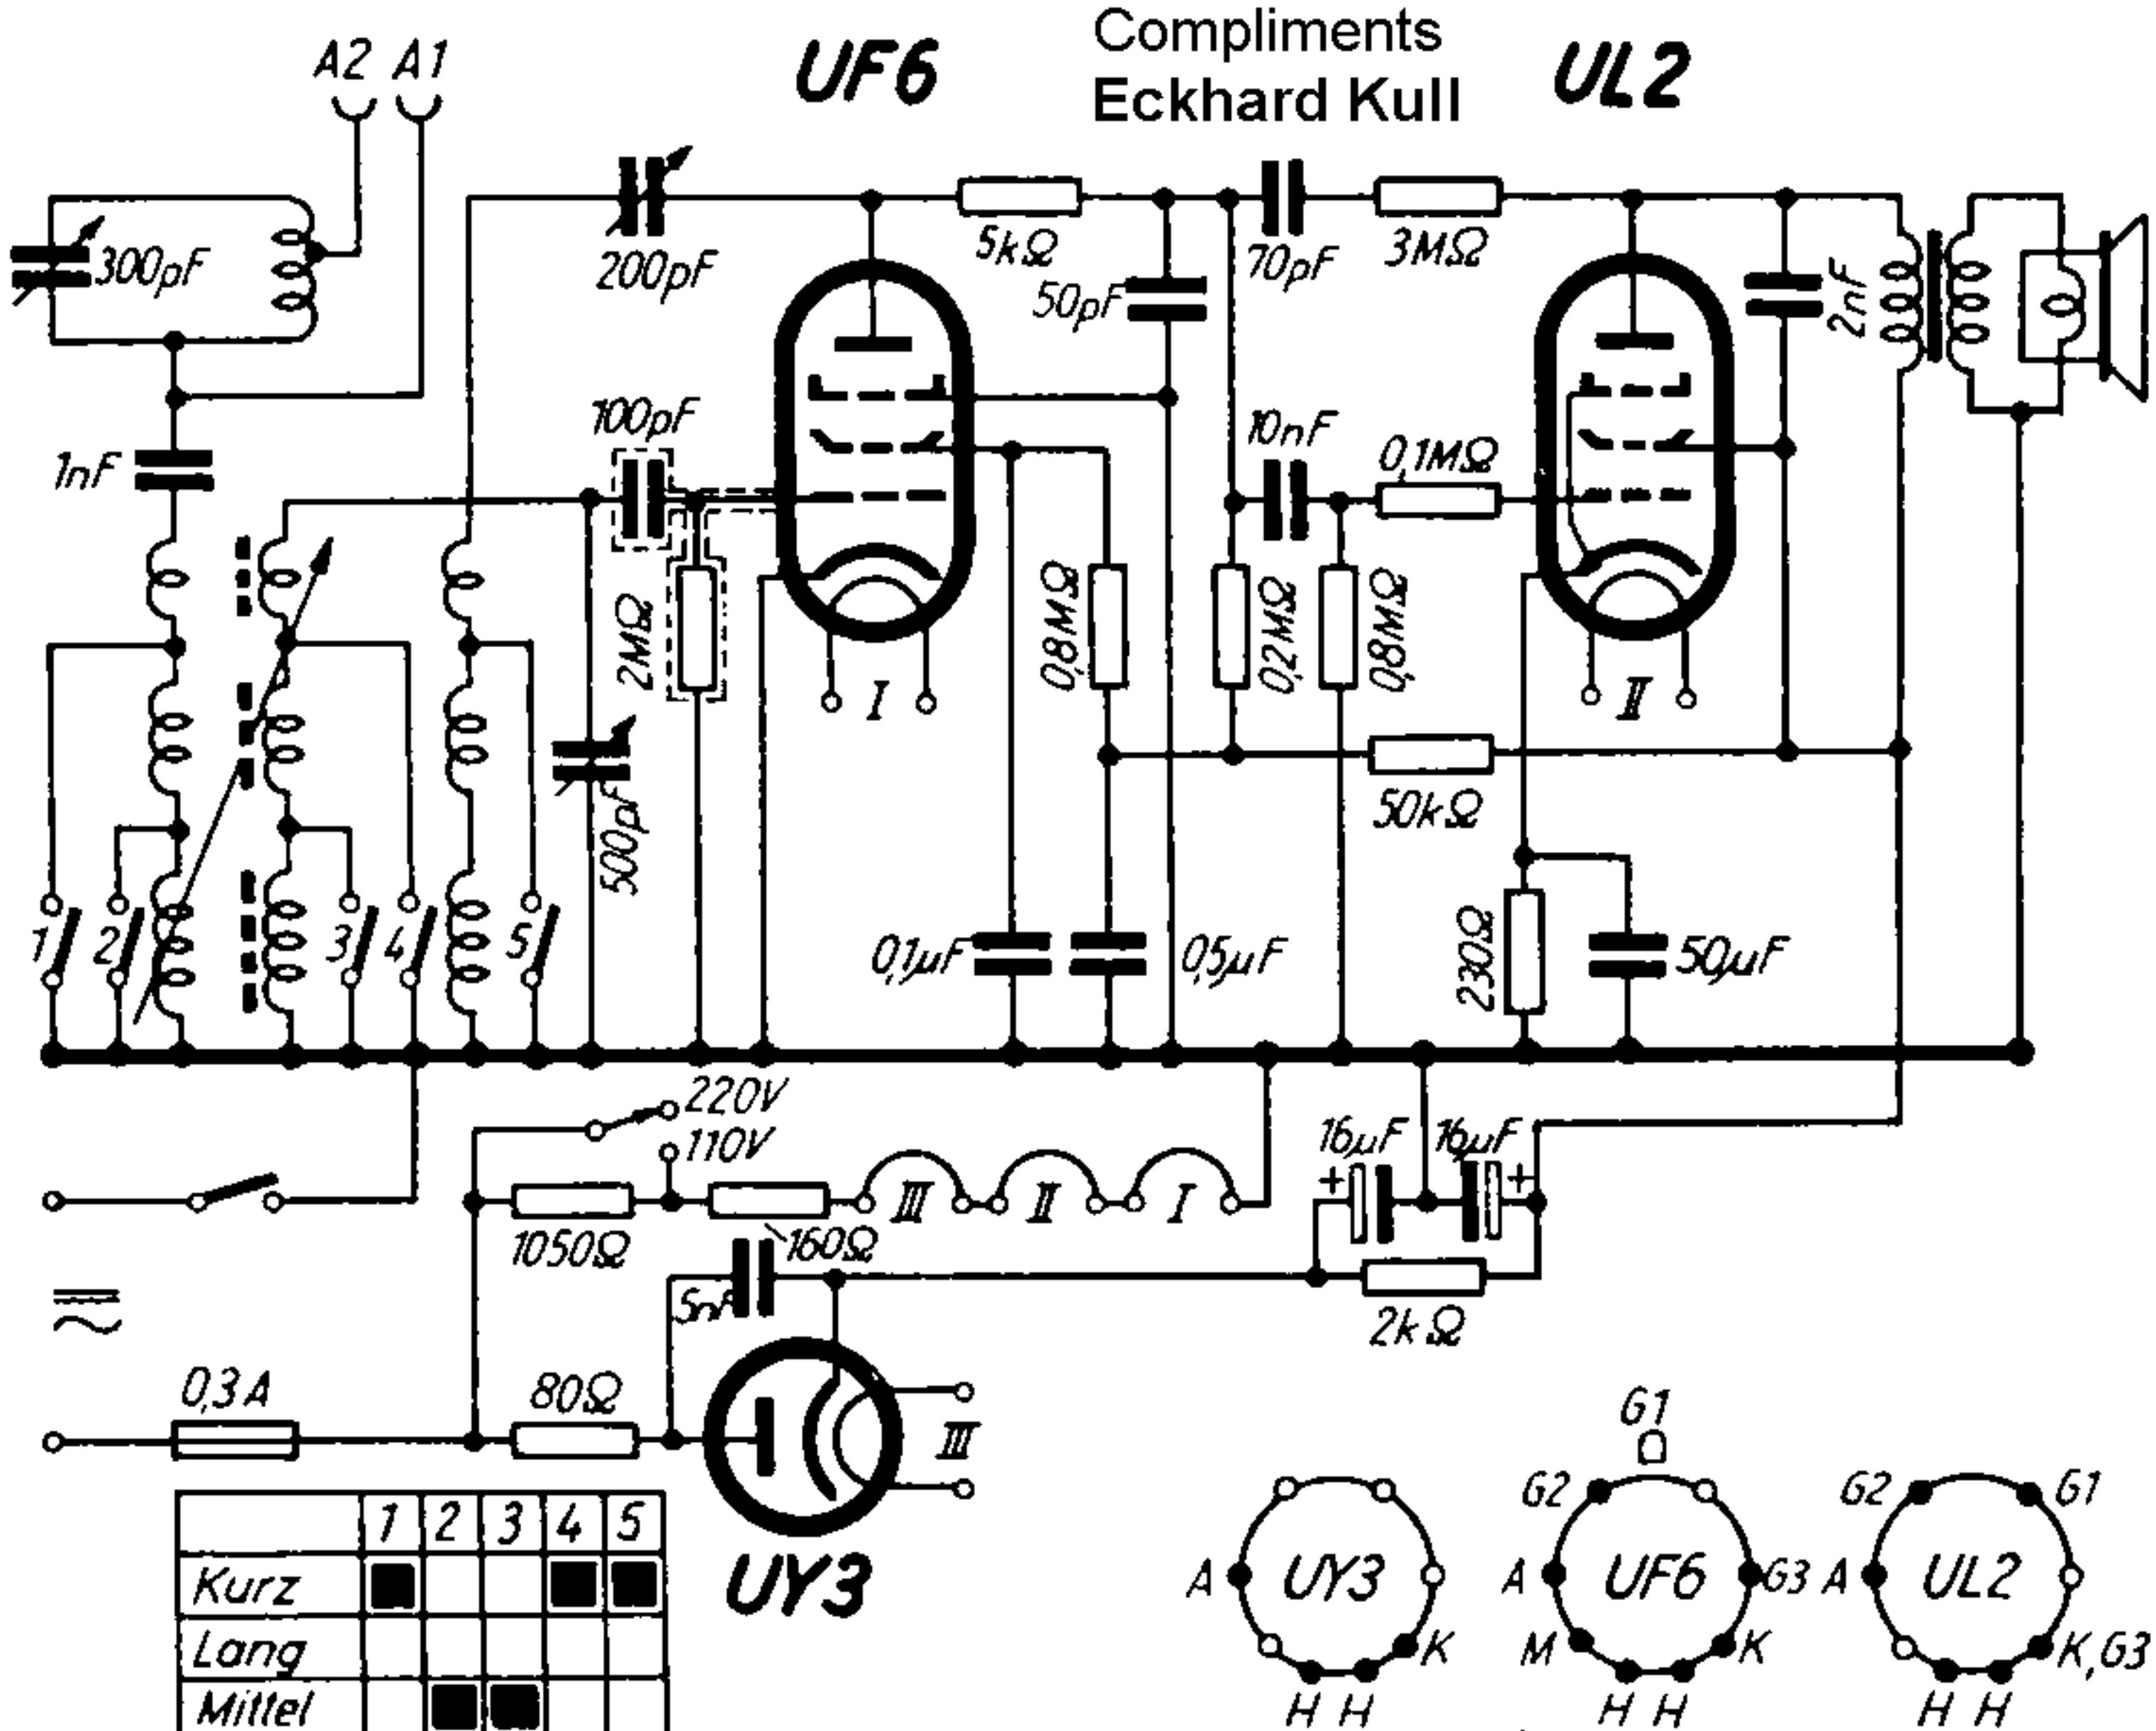 Compliments
Eckhard Kull
A2 A1
UF6
UL2
300pF
200pF
5kΩ
50pF
70pF
3MΩ
2nF
1nF
100pF
10nF
0,1MΩ
2MΩ
I
0,8MΩ
0,2MΩ
0,8MΩ
II
500pF
50kΩ
1
2
3
4
5
0,1µF
0,5µF
230Ω
50µF
220V
110V
16µF
16µF
+
+
III
II
I
1050Ω
160Ω
5nF
2kΩ
0,3A
80Ω
III
UY3
1 2 3 4 5
Kurz
Lang
Mittel
A
UY3
K
H H
G1
G2
A
UF6
G3
M
K
H H
G2
G1
A
UL2
K,G3
H H